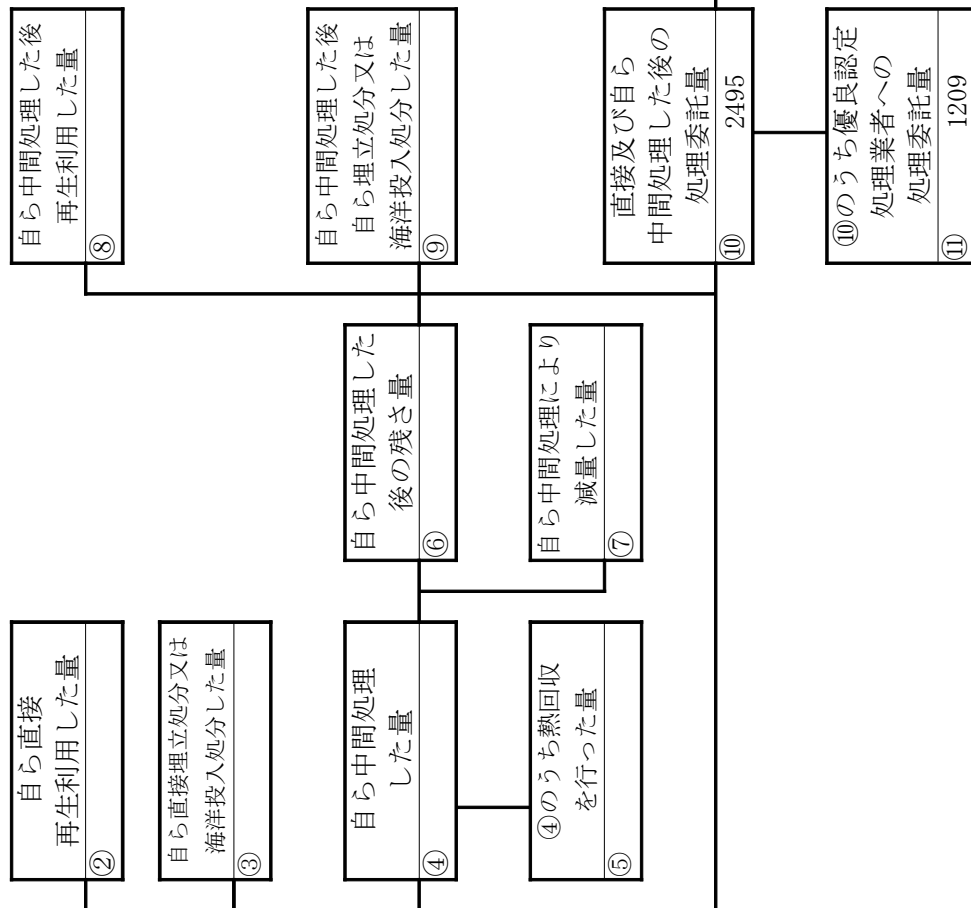 自ら直接
再生利用した量
②
自ら直接埋立処分又は
海洋投入処分した量
③
自ら中間処理
した量
④
④のうち熱回収
を行った量
⑤
自ら中間処理した
後の残さ量
⑥
自ら中間処理により
減量した量
⑦
自ら中間処理した後
再生利用した量
⑧
自ら中間処理した後
自ら埋立処分又は
海洋投入処分した量
⑨
直接及び自ら
中間処理した後の
処理委託量
⑩ 2495
⑩のうち優良認定
処理業者への
処理委託量
⑪ 1209